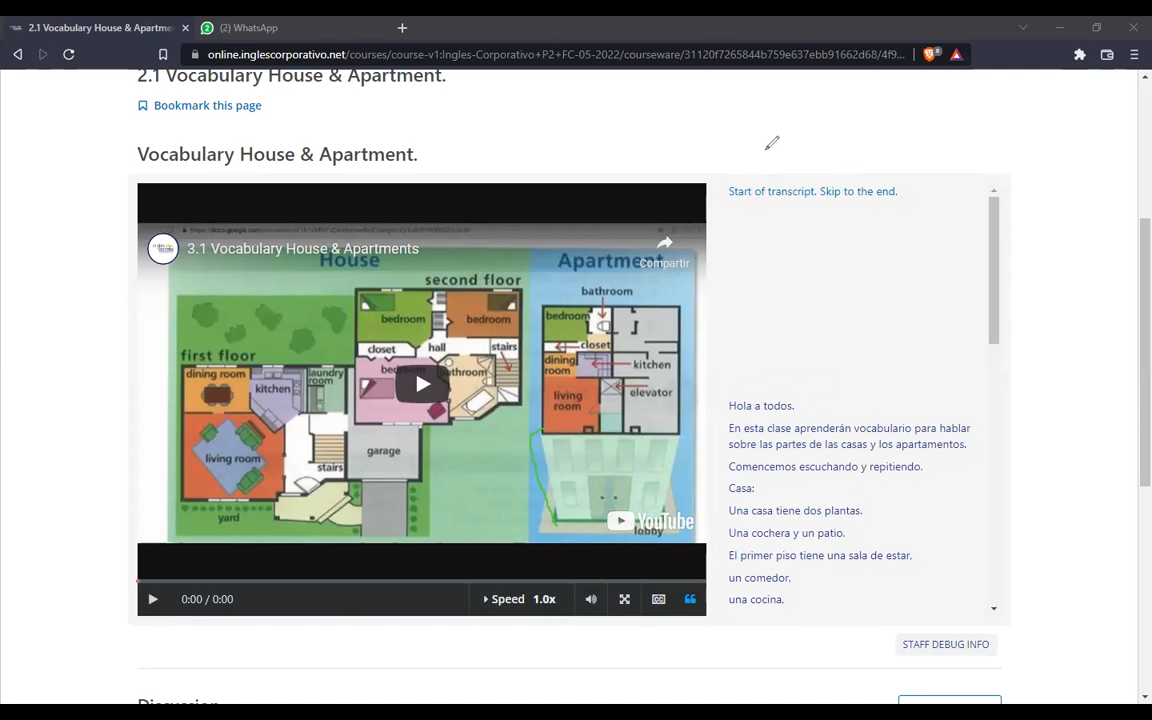 2.1 Vocabulary House & Apartme
(2) WhatsApp
online.inglescorporativo.net/courses/course-v1:Ingles-Corporativo+P2+FC-05-2022/courseware/31120f7265844b759e637ebb91662d68/4f9...
2.1 Vocabulary House & Apartment.
Bookmark this page
Vocabulary House & Apartment.
3.1 Vocabulary House & Apartments
Compartir
House
Apartment
second floor
bathroom
bedroom
bedroom
bedroom
closet
hall
stairs
closet
first floor
dining room
kitchen
laundry room
bedroom
bathroom
dining room
kitchen
living room
elevator
living room
stairs
garage
yard
YouTube
lobby
0:00 / 0:00
Speed 1.0x
Start of transcript. Skip to the end.
Hola a todos.
En esta clase aprenderán vocabulario para hablar
sobre las partes de las casas y los apartamentos.
Comencemos escuchando y repitiendo.
Casa:
Una casa tiene dos plantas.
Una cochera y un patio.
El primer piso tiene una sala de estar,
un comedor,
una cocina,
STAFF DEBUG INFO